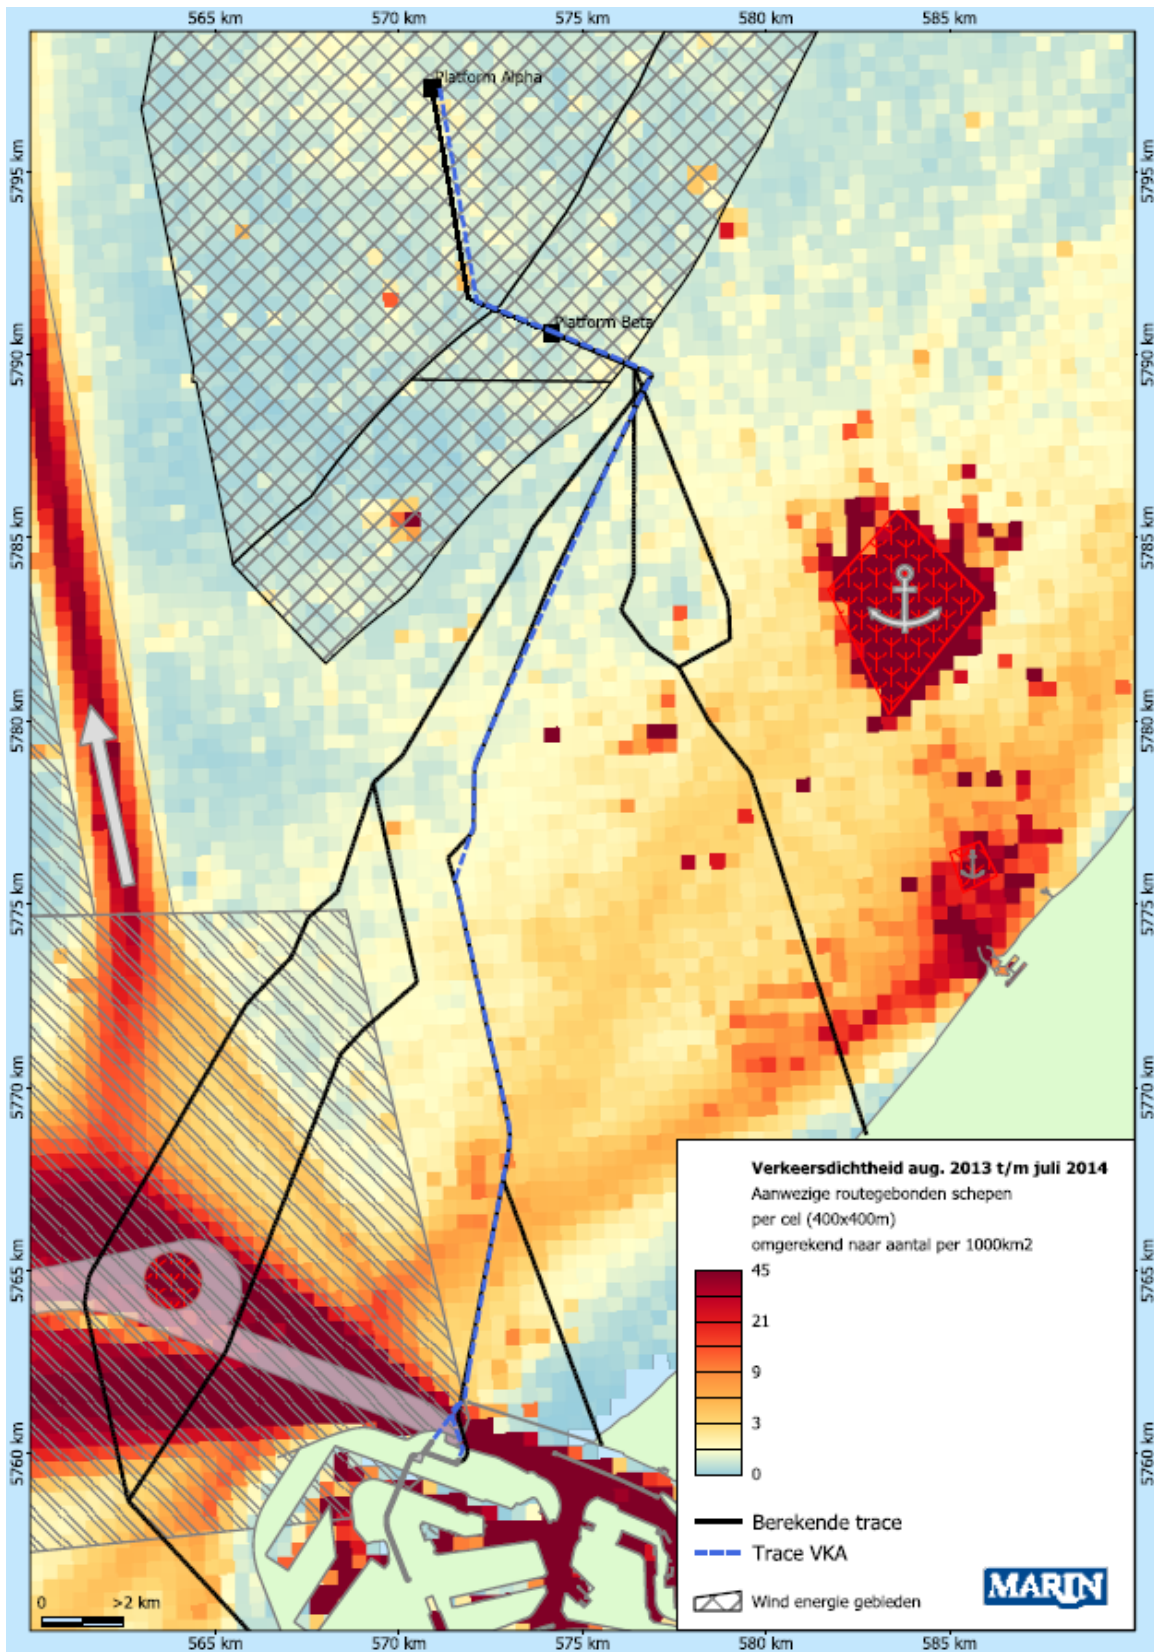 565 km 570 km 575 km 580 km 585 km
Platform Alpha
5795 km 5795 km
Platform Beta
5790 km 5790 km
5785 km 5785 km
5780 km 5780 km
5775 km 5775 km
5770 km 5770 km
Verkeersdichtheid aug. 2013 t/m juli 2014
Aanwezige routegebonden schepen
per cel (400x400m)
omgerekend naar aantal per 1000km2
5765 km 5765 km
45
21
9
3
0
5760 km 5760 km
Berekende trace
Trace VKA
Wind energie gebieden
MARIN
0 >2 km
565 km 570 km 575 km 580 km 585 km